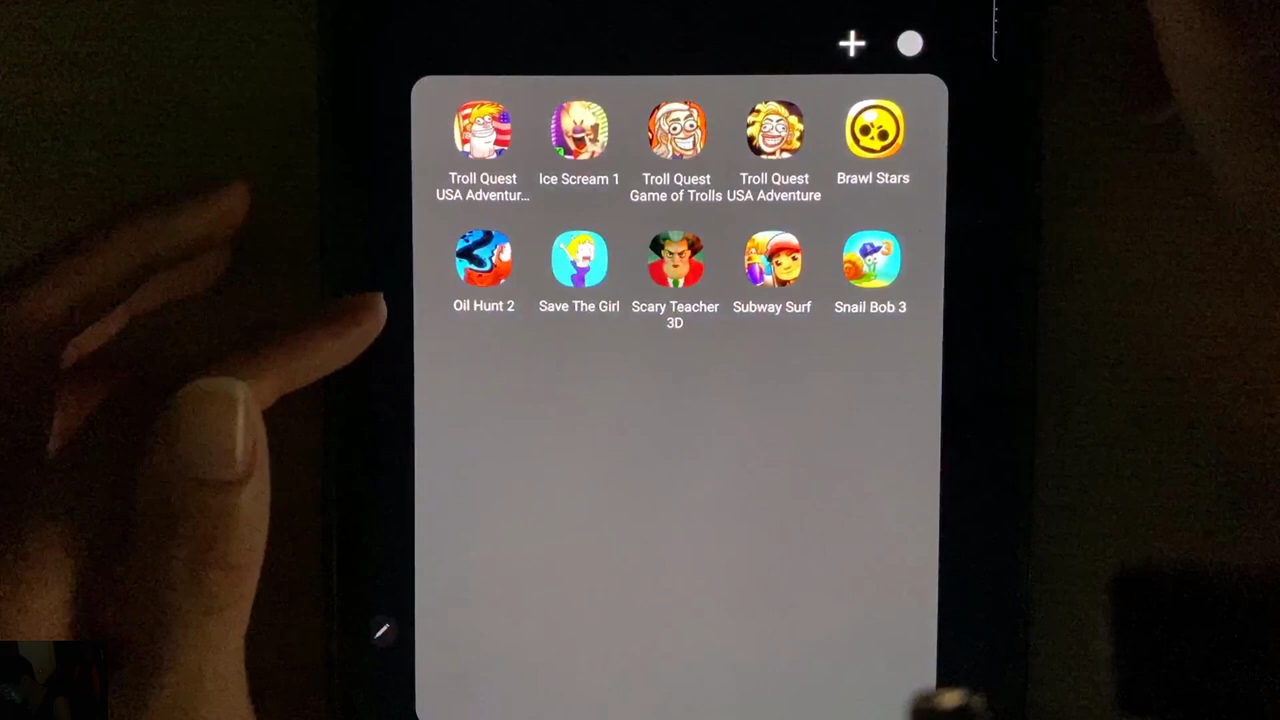 Troll Quest
USA Adventur...
Ice Scream 1
Troll Quest
Game of Trolls
Troll Quest
USA Adventure
Brawl Stars
Oil Hunt 2
Save The Girl
Scary Teacher
3D
Subway Surf
Snail Bob 3